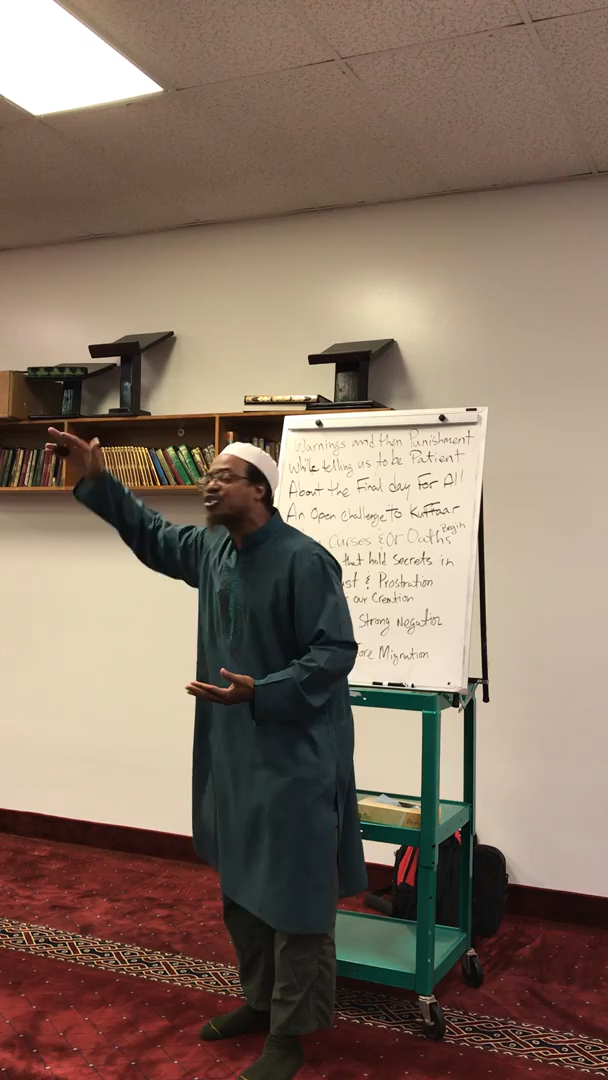 Warnings and then Punishment
While telling us to be Patient
About the Final day For All
An Open challenge To Kuffaar
Curses &or Oaths Begin
that hold secrets in
& Prostration
our Creation
Strong Negation
Migration